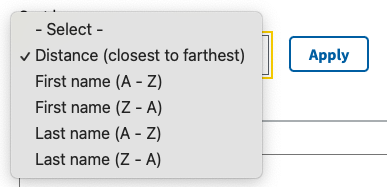 - Select -
✓ Distance (closest to farthest)
Apply
First name (A - Z)
First name (Z - A)
Last name (A - Z)
Last name (Z - A)